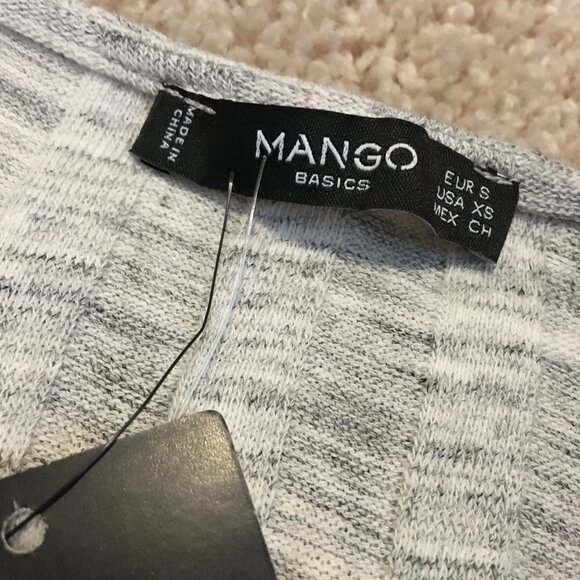 MADE IN
CHINA
MANGO
BASICS
EUR S
USA XS
MEX CH